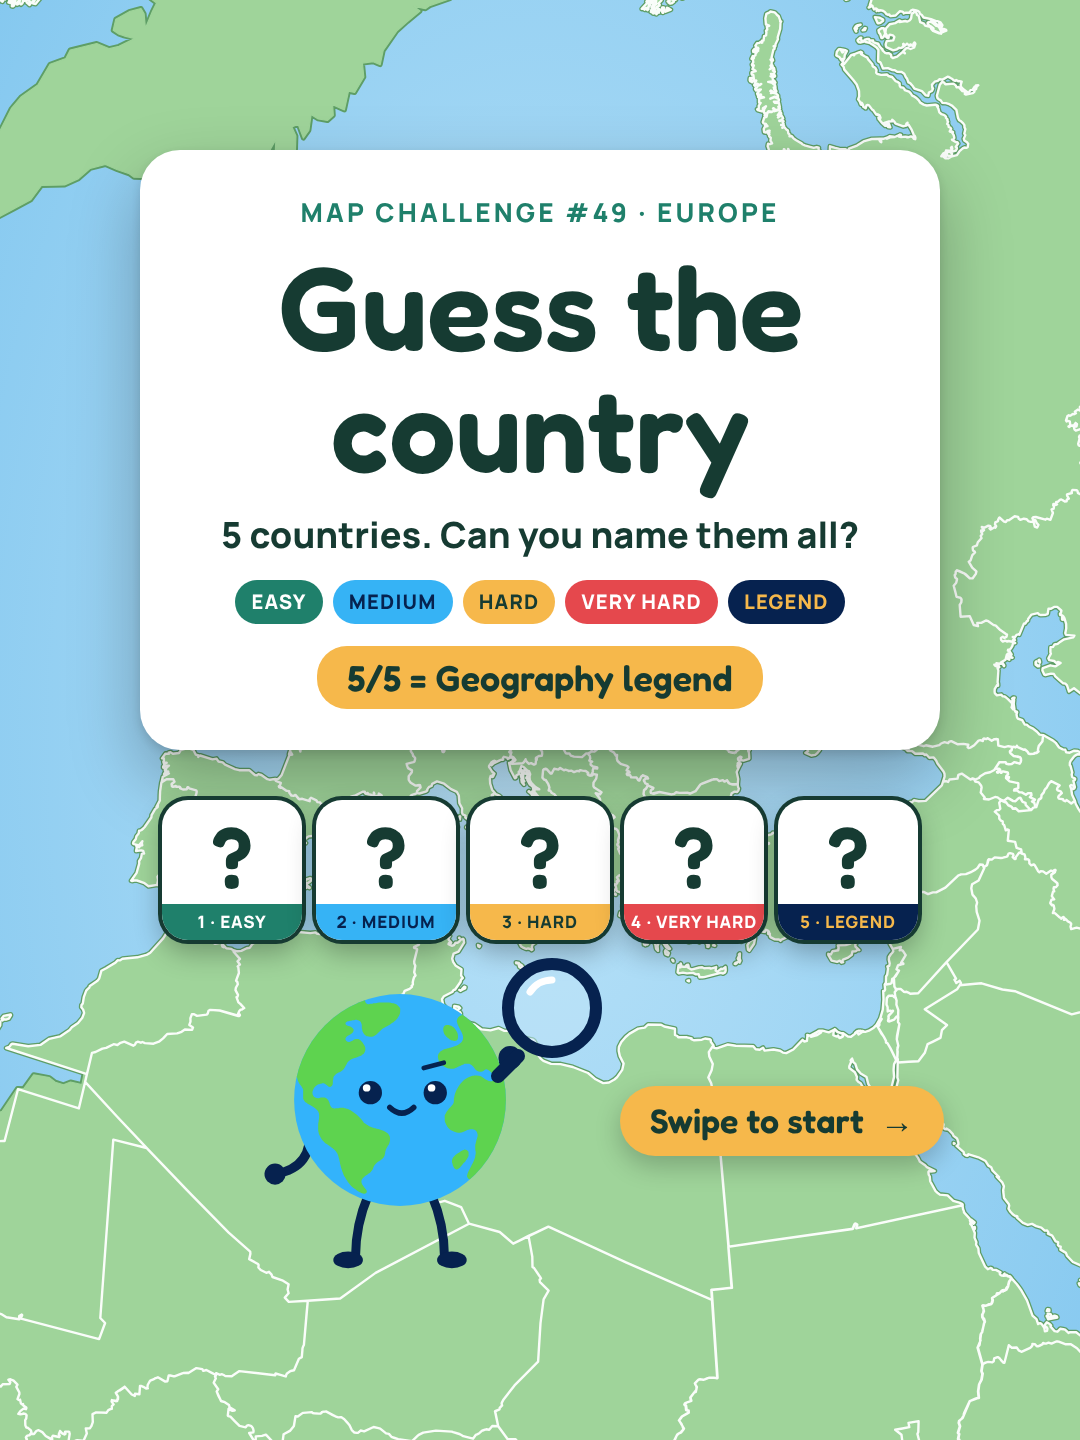 MAP CHALLENGE #49 · EUROPE
Guess the
country
5 countries. Can you name them all?
EASY MEDIUM HARD VERY HARD LEGEND
5/5 = Geography legend
? ? ? ? ?
1 · EASY 2 · MEDIUM 3 · HARD 4 · VERY HARD 5 · LEGEND
Swipe to start →